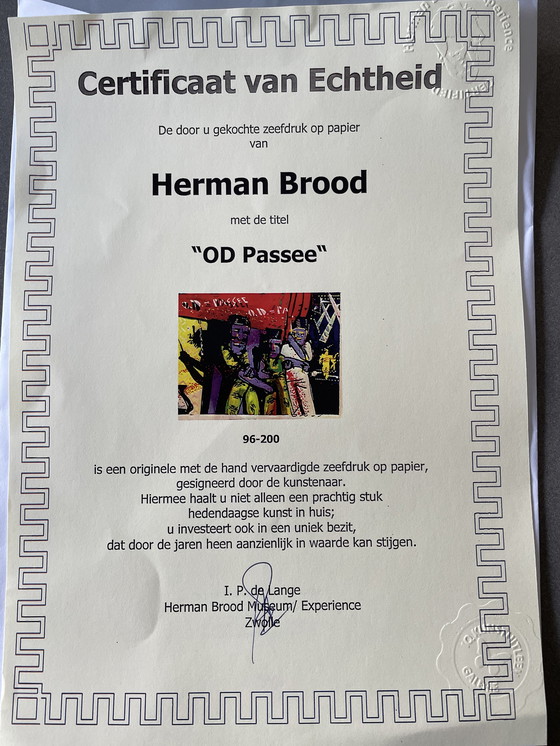 Certificaat van Echtheid
De door u gekochte zeefdruk op papier
van
Herman Brood
met de titel
“OD Passee“
96-200
is een originele met de hand vervaardigde zeefdruk op papier,
gesigneerd door de kunstenaar.
Hiermee haalt u niet alleen een prachtig stuk
hedendaagse kunst in huis;
u investeert ook in een uniek bezit,
dat door de jaren heen aanzienlijk in waarde kan stijgen.
I. P. de Lange
Herman Brood Museum/ Experience
Zwolle